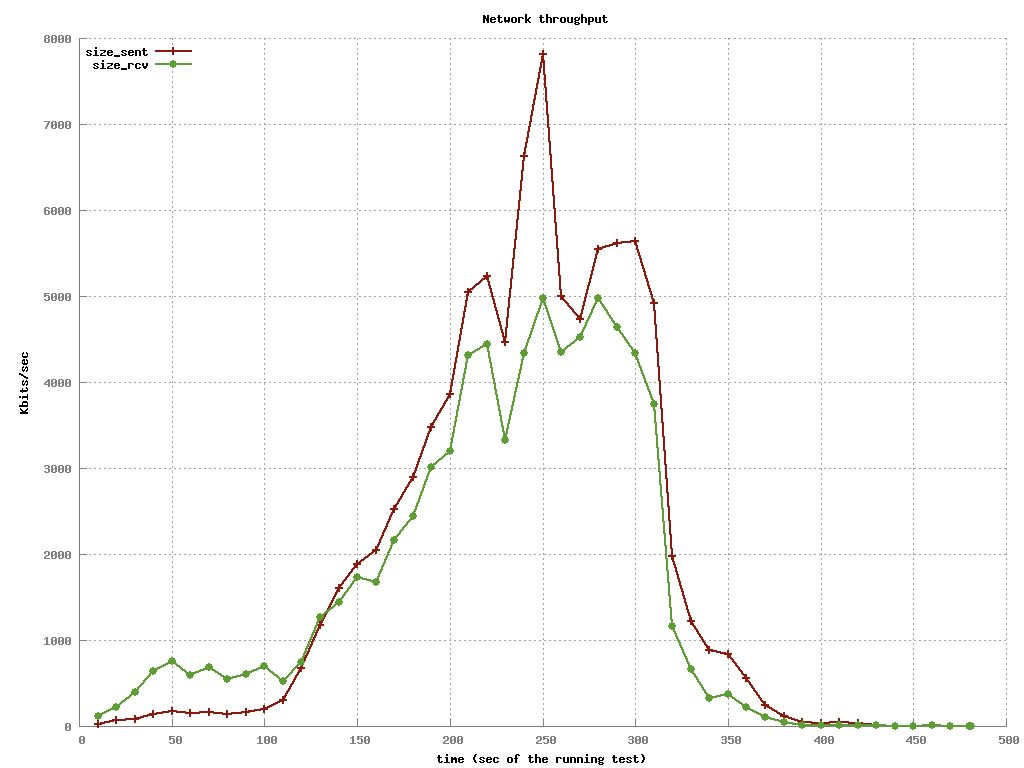 Network throughput
size_sent
size_rcv
8000
7000
6000
5000
4000
3000
2000
1000
0
Kbits/sec
0 50 100 150 200 250 300 350 400 450 500
time (sec of the running test)